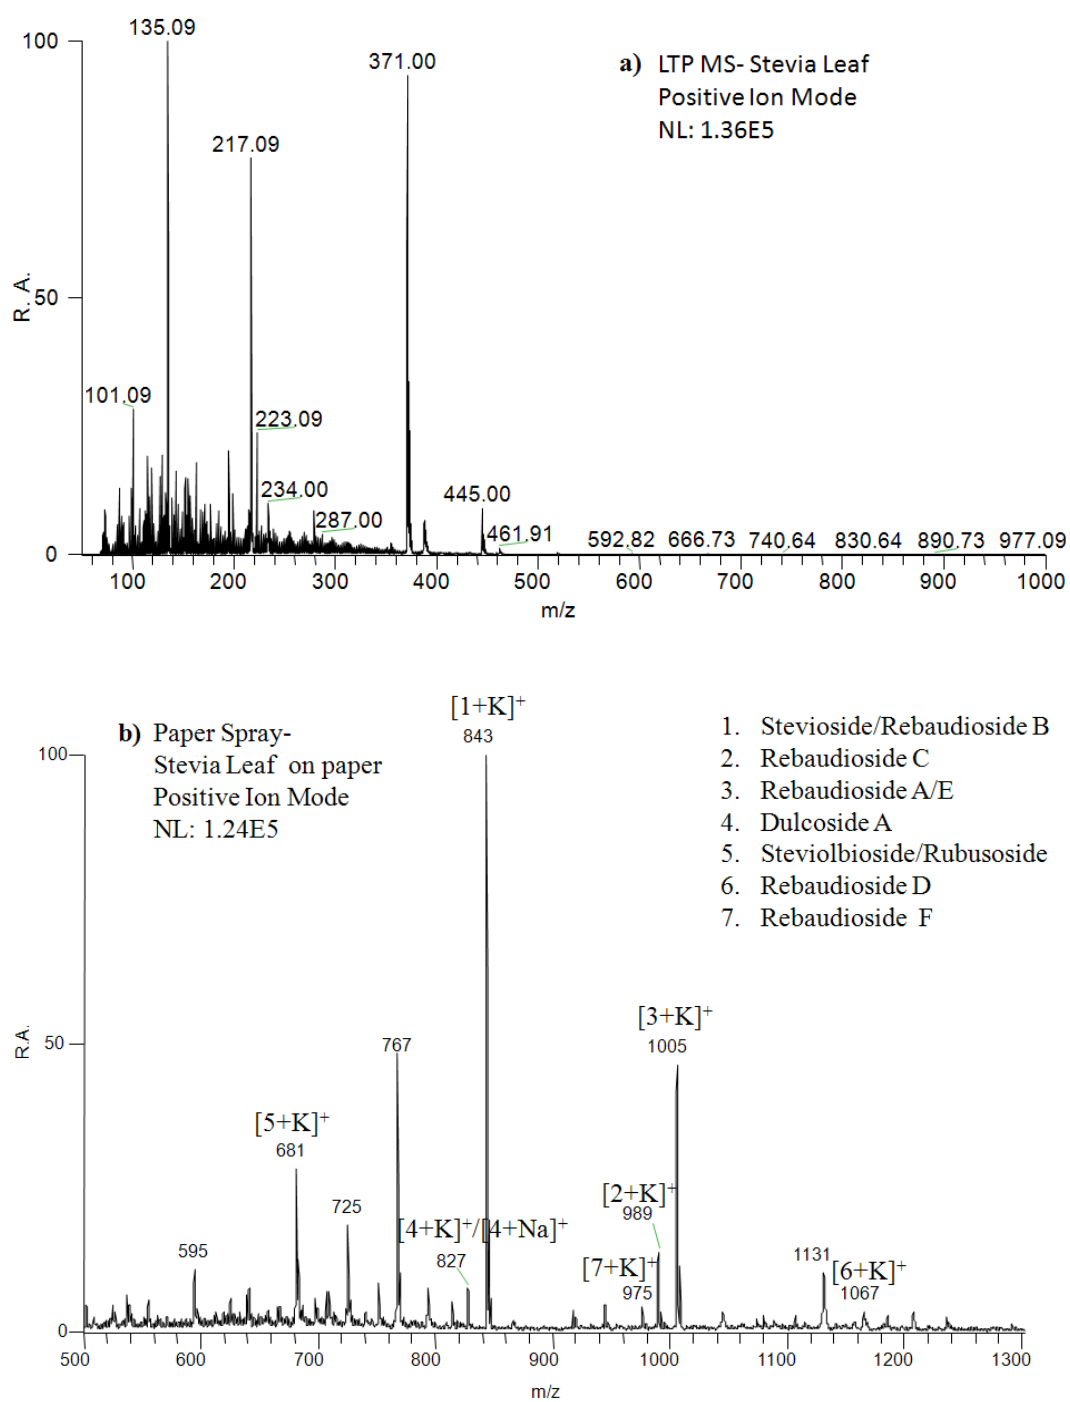 135.09
100
371.00
a) LTP MS- Stevia Leaf
Positive Ion Mode
NL: 1.36E5
217.09
R. A.
50
101.09
223.09
234.00
287.00
445.00
461.91
592.82 666.73 740.64 830.64 890.73 977.09
0
100 200 300 400 500 600 700 800 900 1000
m/z
[1+K]+
843
b) Paper Spray-
Stevia Leaf on paper
Positive Ion Mode
NL: 1.24E5
1. Stevioside/Rebaudioside B
2. Rebaudioside C
3. Rebaudioside A/E
4. Dulcoside A
5. Steviolbioside/Rubusoside
6. Rebaudioside D
7. Rebaudioside F
100
R.A.
50
[3+K]+
1005
767
[5+K]+
681
725
[2+K]+
989
[4+K]+/[4+Na]+
827
595
[7+K]+
975
1131
[6+K]+
1067
0
500 600 700 800 900 1000 1100 1200 1300
m/z